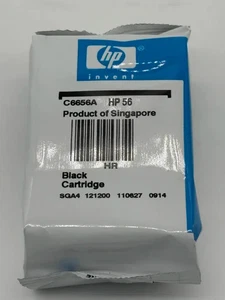 hp
invent
C6656A HP 56
Product of Singapore
HR
Black
Cartridge
SGA4 121200 110627 0914